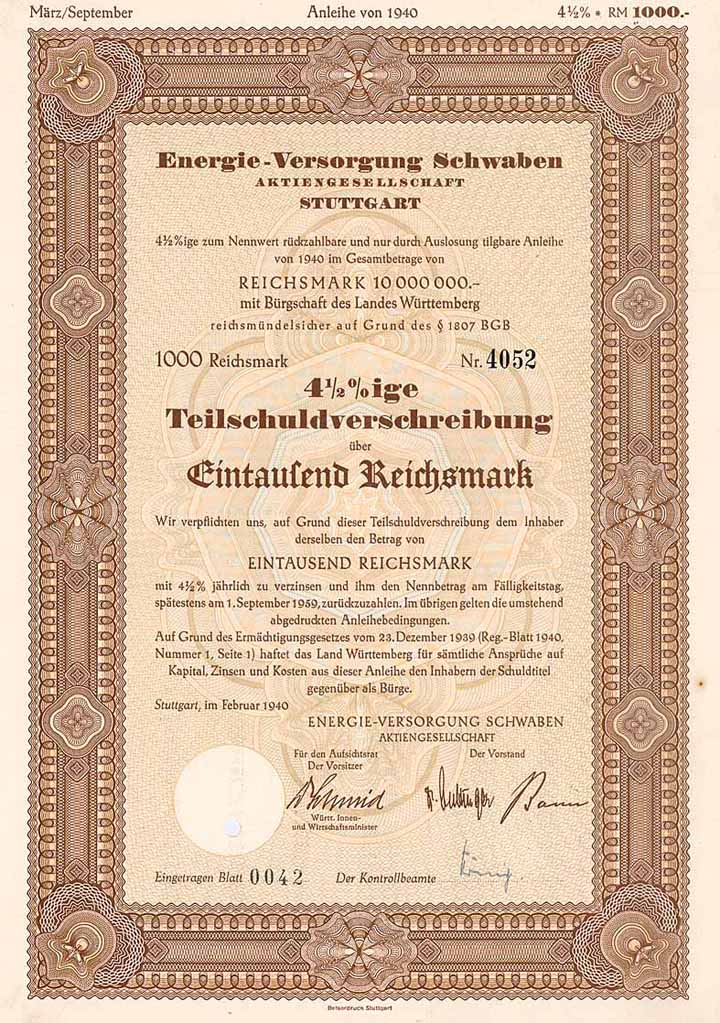 März/September Anleihe von 1940 4½% * RM 1000.-
Energie-Versorgung Schwaben
AKTIENGESELLSCHAFT
STUTTGART
4½%ige zum Nennwert rückzahlbare und nur durch Auslosung tilgbare Anleihe
von 1940 im Gesamtbetrage von
REICHSMARK 10 000 000.-
mit Bürgschaft des Landes Württemberg
reichsmündelsicher auf Grund des § 1807 BGB
1000 Reichsmark Nr. 4052
4½%ige
Teilschuldverschreibung
über
Eintausend Reichsmark
Wir verpflichten uns, auf Grund dieser Teilschuldverschreibung dem Inhaber
derselben den Betrag von
EINTAUSEND REICHSMARK
mit 4½% jährlich zu verzinsen und ihm den Nennbetrag am Fälligkeitstag,
spätestens am 1. September 1959, zurückzuzahlen. Im übrigen gelten die umstehend
abgedruckten Anleihebedingungen.
Auf Grund des Ermächtigungsgesetzes vom 23. Dezember 1939 (Reg.-Blatt 1940,
Nummer 1, Seite 1) haftet das Land Württemberg für sämtliche Ansprüche auf
Kapital, Zinsen und Kosten aus dieser Anleihe den Inhabern der Schuldtitel
gegenüber als Bürge.
Stuttgart, im Februar 1940
ENERGIE-VERSORGUNG SCHWABEN
AKTIENGESELLSCHAFT
Für den Aufsichtsrat Der Vorstand
Der Vorsitzer
Schmid
Württ. Innen-
und Wirtschaftsminister
Eingetragen Blatt 0042 Der Kontrollbeamte
Belserdruck Stuttgart